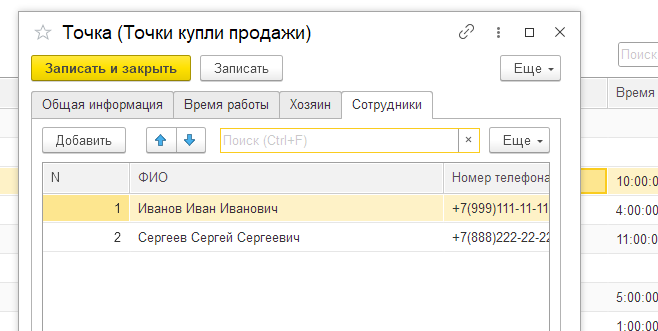 Точка (Точки купли продажи)
Поиск
Записать и закрыть Записать Еще
Общая информация Время работы Хозяин Сотрудники Время
Добавить Поиск (Ctrl+F) × Еще
N ФИО Номер телефона
10:00:0
1 Иванов Иван Иванович +7(999)111-11-11
4:00:00
2 Сергеев Сергей Сергеевич +7(888)222-22-22
11:00:0
5:00:00
1:00:00